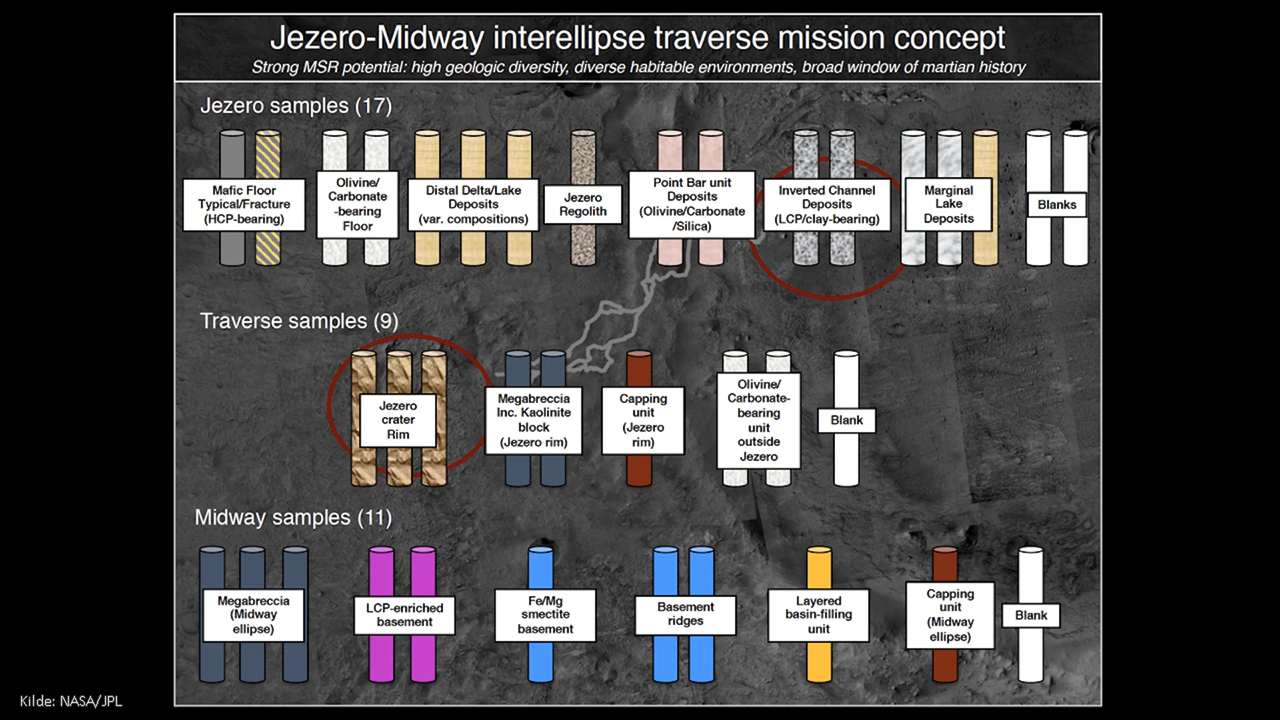 Jezero-Midway interellipse traverse mission concept
Strong MSR potential: high geologic diversity, diverse habitable environments, broad window of martian history
Jezero samples (17)
Mafic Floor
Typical/Fracture
(HCP-bearing)
Olivine/
Carbonate
-bearing
Floor
Distal Delta/Lake
Deposits
(var. compositions)
Jezero
Regolith
Point Bar unit
Deposits
(Olivine/Carbonate
/Silica)
Inverted Channel
Deposits
(LCP/clay-bearing)
Marginal
Lake
Deposits
Blanks
Traverse samples (9)
Jezero
crater
Rim
Megabreccia
Inc. Kaolinite
block
(Jezero rim)
Capping
unit
(Jezero
rim)
Olivine/
Carbonate-
bearing
unit
outside
Jezero
Blank
Midway samples (11)
Megabreccia
(Midway
ellipse)
LCP-enriched
basement
Fe/Mg
smectite
basement
Basement
ridges
Layered
basin-filling
unit
Capping
unit
(Midway
ellipse)
Blank
Kilde: NASA/JPL